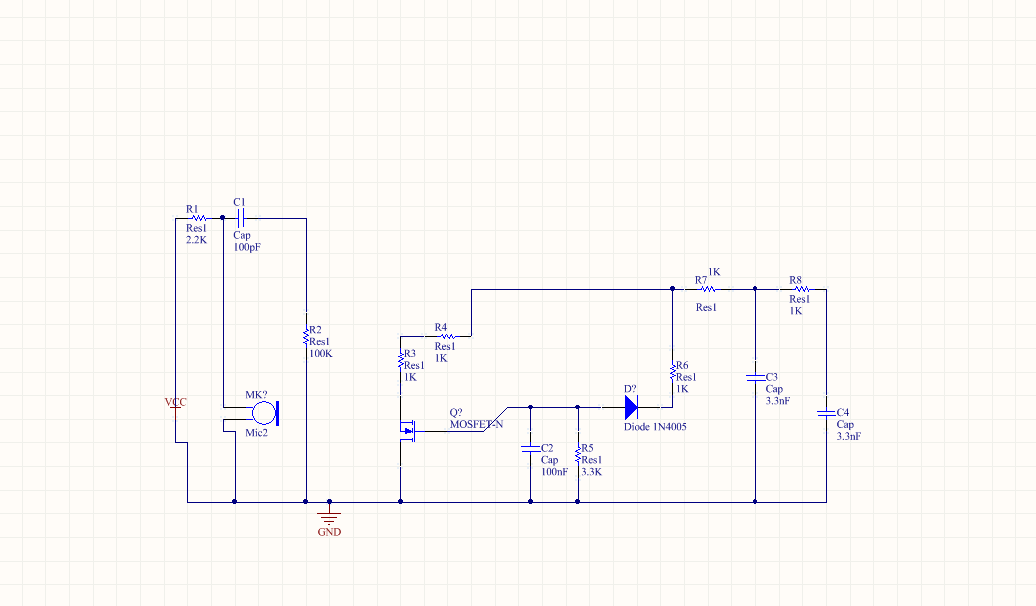 R1
Res1
2.2K
C1
Cap
100pF
R2
Res1
100K
VCC
MK?
Mic2
GND
R4
Res1
1K
R3
Res1
1K
Q?
MOSFET-N
C2
Cap
100nF
R5
Res1
3.3K
D?
Diode 1N4005
R6
Res1
1K
1K
R7
Res1
R8
Res1
1K
C3
Cap
3.3nF
C4
Cap
3.3nF